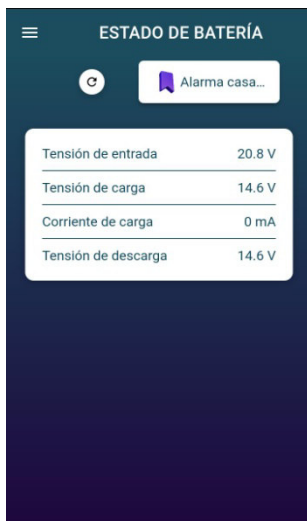 ESTADO DE BATERÍA
Alarma casa...
Tensión de entrada 20.8 V
Tensión de carga 14.6 V
Corriente de carga 0 mA
Tensión de descarga 14.6 V